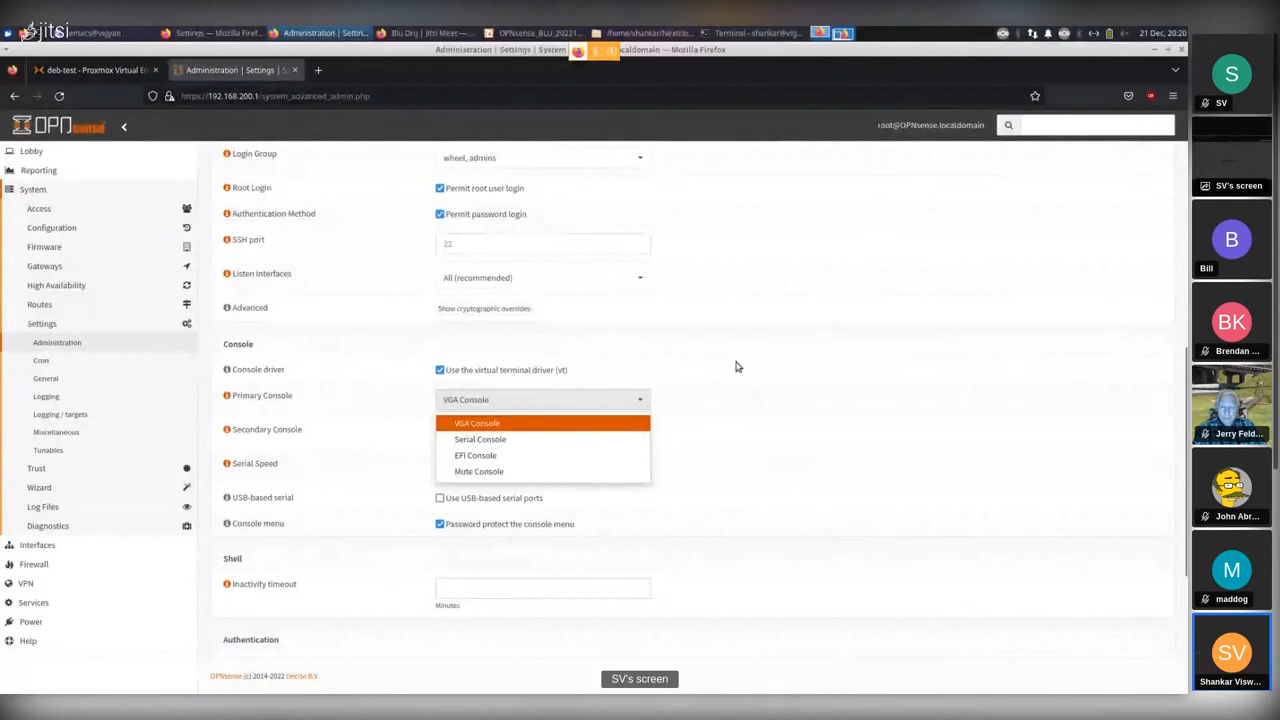 jitsi
emacs@vigyan
Settings — Mozilla Firef...
Administration | Settin...
Blu Org | Jitsi Meet —...
OPNsense_BLU_20221...
/home/shankar/Nextclo...
Terminal - shankar@vig...
21 Dec, 20:20
Administration | Settings | System
localdomain — Mozilla Firefox
deb-test - Proxmox Virtual E
Administration | Settings | S
https://192.168.200.1/system_advanced_admin.php
OPNsense
root@OPNsense.localdomain
Lobby
Reporting
System
Access
Configuration
Firmware
Gateways
High Availability
Routes
Settings
Administration
Cron
General
Logging
Logging / targets
Miscellaneous
Tunables
Trust
Wizard
Log Files
Diagnostics
Interfaces
Firewall
VPN
Services
Power
Help
Login Group
wheel, admins
Root Login
Permit root user login
Authentication Method
Permit password login
SSH port
22
Listen Interfaces
All (recommended)
Advanced
Show cryptographic overrides
Console
Console driver
Use the virtual terminal driver (vt)
Primary Console
VGA Console
VGA Console
Serial Console
EFI Console
Mute Console
Secondary Console
Serial Speed
USB-based serial
Use USB-based serial ports
Console menu
Password protect the console menu
Shell
Inactivity timeout
Minutes
Authentication
OPNsense (c) 2014-2022 Deciso B.V.
SV's screen
S
SV
SV's screen
B
Bill
BK
Brendan ...
Jerry Feld...
John Abr...
M
maddog
SV
Shankar Visw...